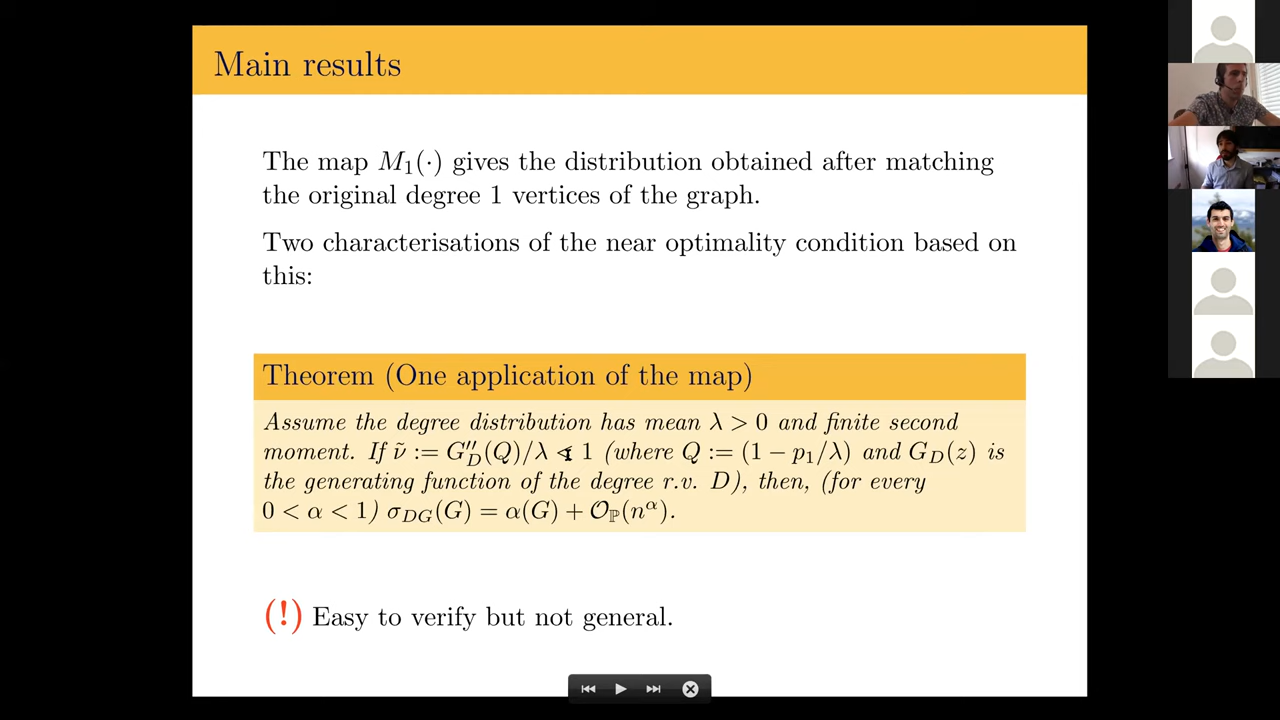 Main results
The map M₁(·) gives the distribution obtained after matching
the original degree 1 vertices of the graph.
Two characterisations of the near optimality condition based on
this:
Theorem (One application of the map)
Assume the degree distribution has mean λ > 0 and finite second
moment. If ν̃ := G″_D(Q)/λ < 1 (where Q := (1 − p₁/λ) and G_D(z) is
the generating function of the degree r.v. D), then, (for every
0 < α < 1) σ_DG(G) = α(G) + 𝒪_ℙ(n^α).
(!) Easy to verify but not general.